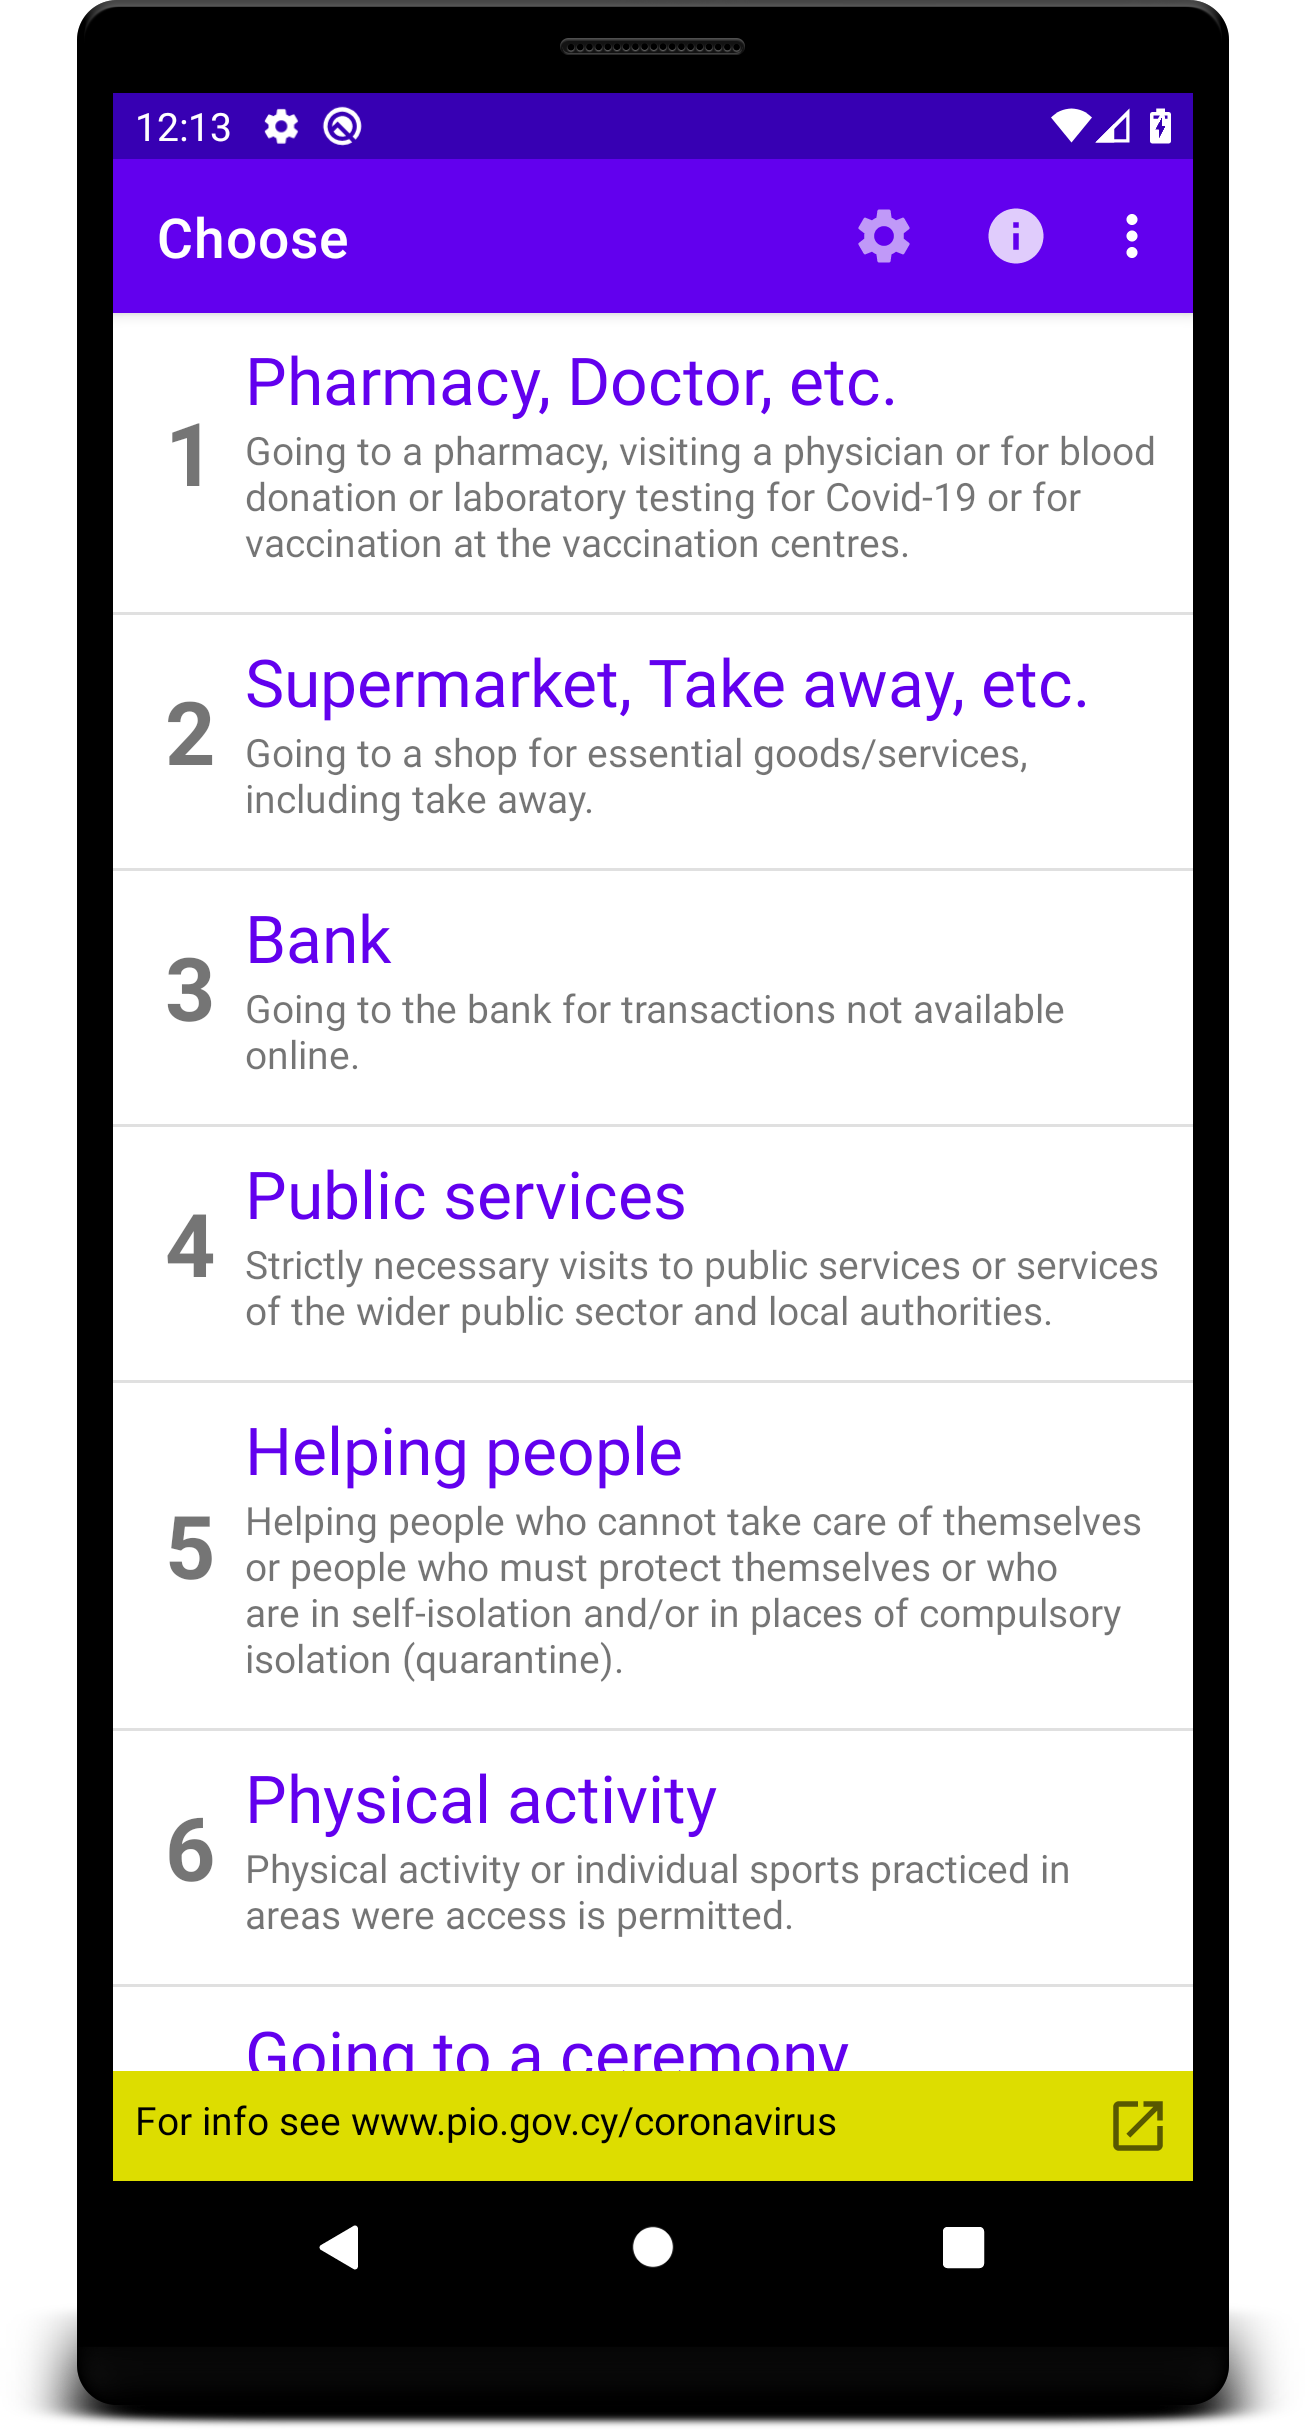 12:13
Choose
Pharmacy, Doctor, etc.
1
Going to a pharmacy, visiting a physician or for blood
donation or laboratory testing for Covid-19 or for
vaccination at the vaccination centres.
Supermarket, Take away, etc.
2
Going to a shop for essential goods/services,
including take away.
Bank
3
Going to the bank for transactions not available
online.
Public services
4
Strictly necessary visits to public services or services
of the wider public sector and local authorities.
Helping people
5
Helping people who cannot take care of themselves
or people who must protect themselves or who
are in self-isolation and/or in places of compulsory
isolation (quarantine).
Physical activity
6
Physical activity or individual sports practiced in
areas were access is permitted.
Going to a ceremony
For info see www.pio.gov.cy/coronavirus